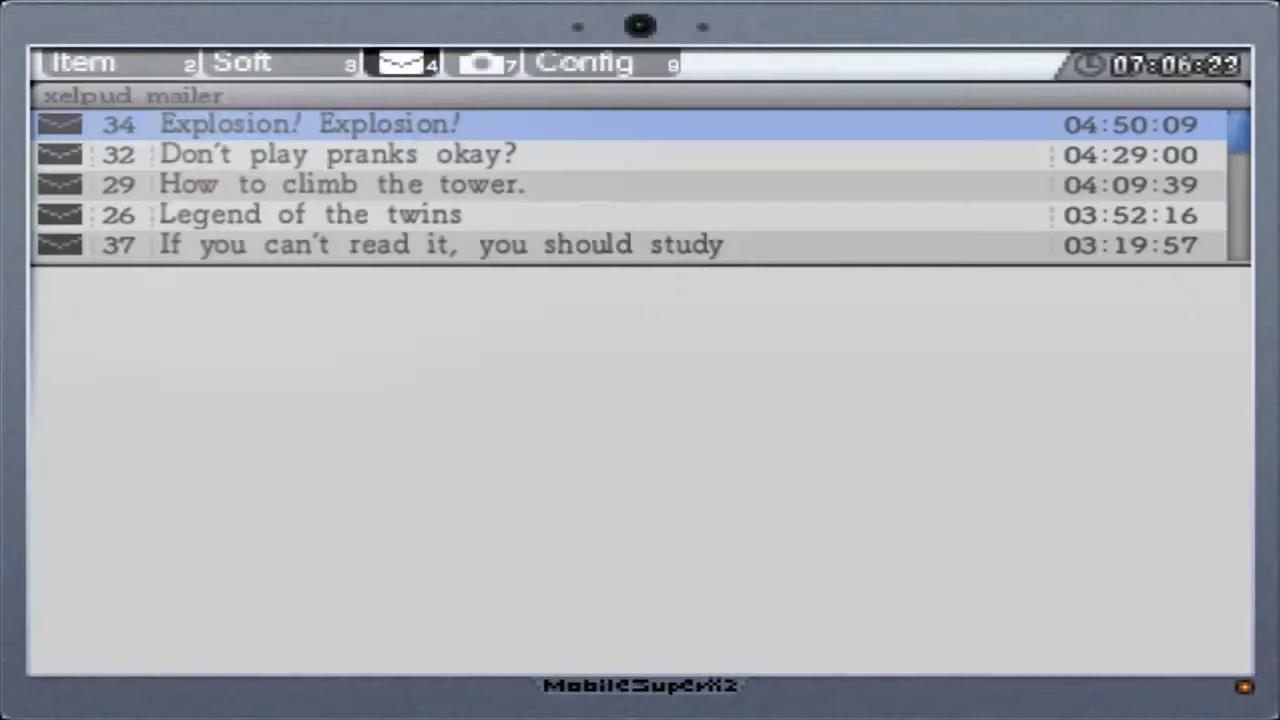 Item 2 Soft 3 4 7 Config 9 07:06:22
xelpud mailer
34 Explosion! Explosion! 04:50:09
32 Don't play pranks okay? 04:29:00
29 How to climb the tower. 04:09:39
26 Legend of the twins 03:52:16
37 If you can't read it, you should study 03:19:57
MobileSuperX2